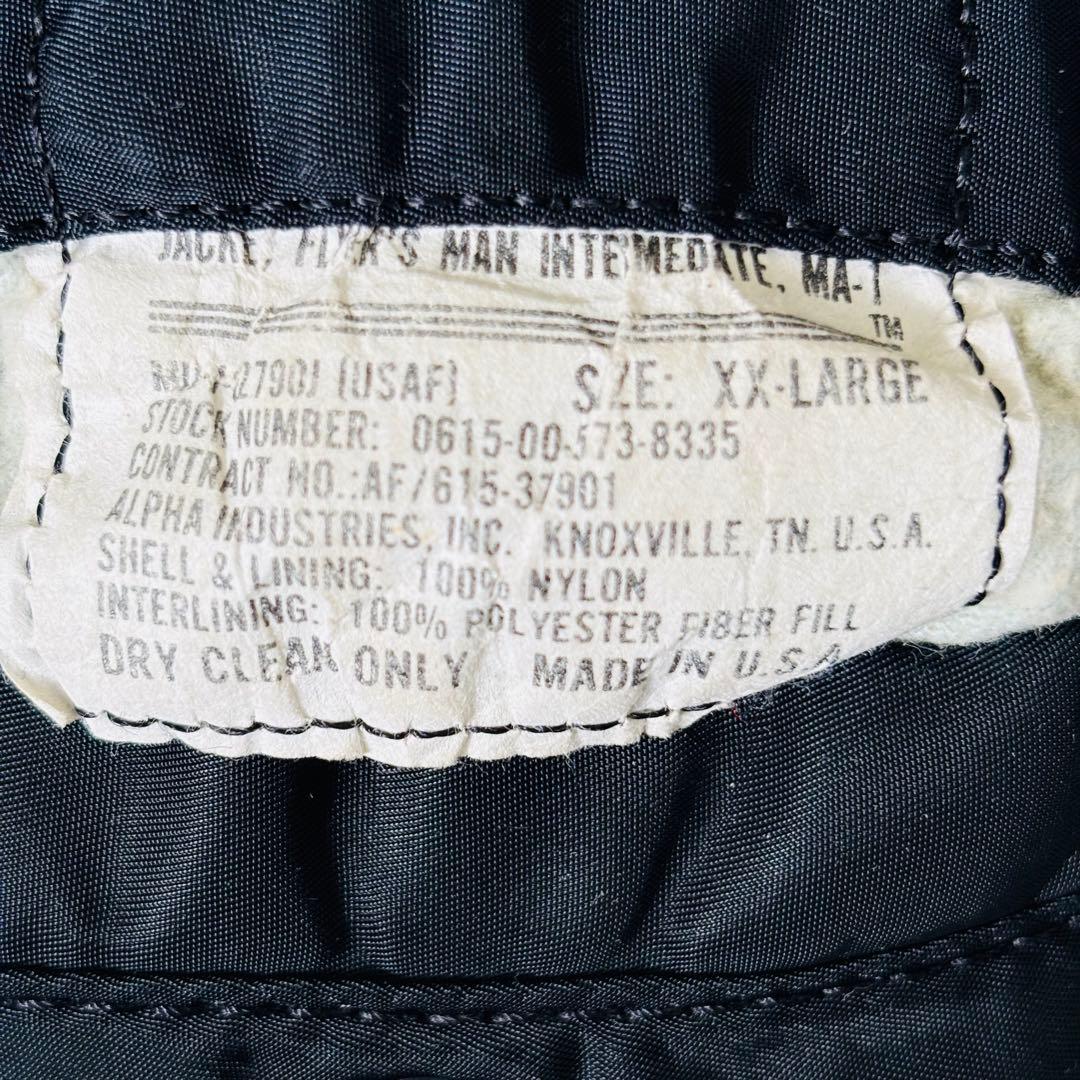 JACKE, FLYER'S MAN INTERMEDIATE, MA-1
TM
(USAF) SIZE: XX-LARGE
STOCK NUMBER: 0615-00-573-8335
CONTRACT NO.:AF/615-37901
ALPHA INDUSTRIES, INC. KNOXVILLE, TN. U.S.A.
SHELL & LINING: 100% NYLON
INTERLINING: 100% POLYESTER FIBER FILL
DRY CLEAN ONLY MADE IN U.S.A